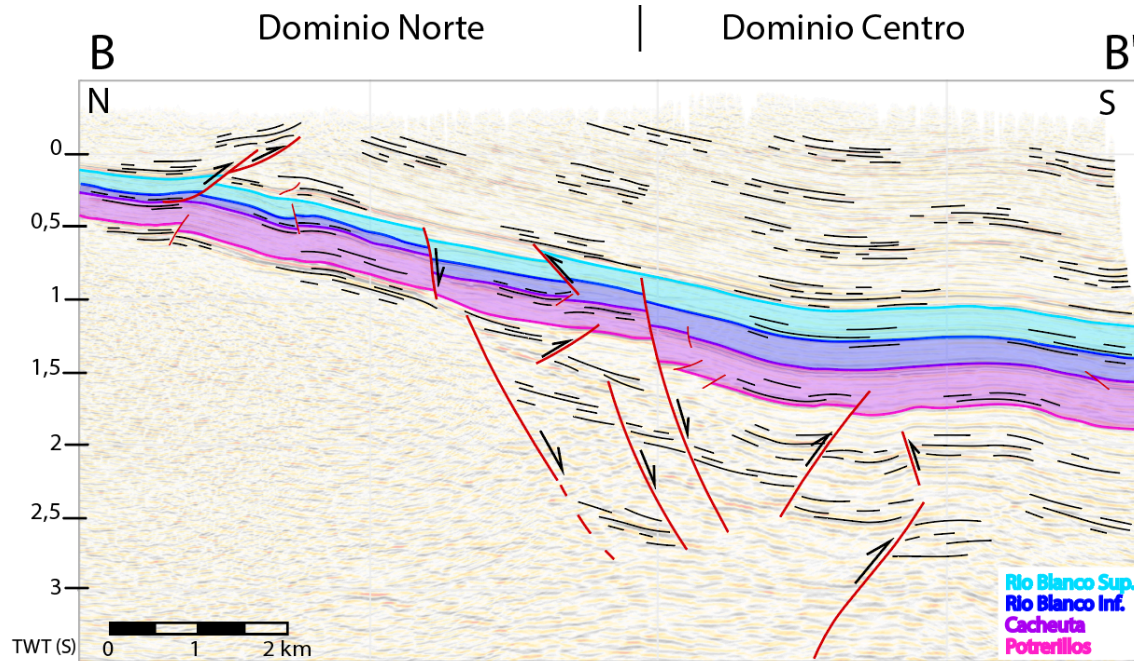 Dominio Norte
Dominio Centro
B
B'
N
S
0
0,5
1
1,5
2
2,5
3
TWT (S)
0 1 2 km
Rio Blanco Sup.
Rio Blanco Inf.
Cacheuta
Potrerillos